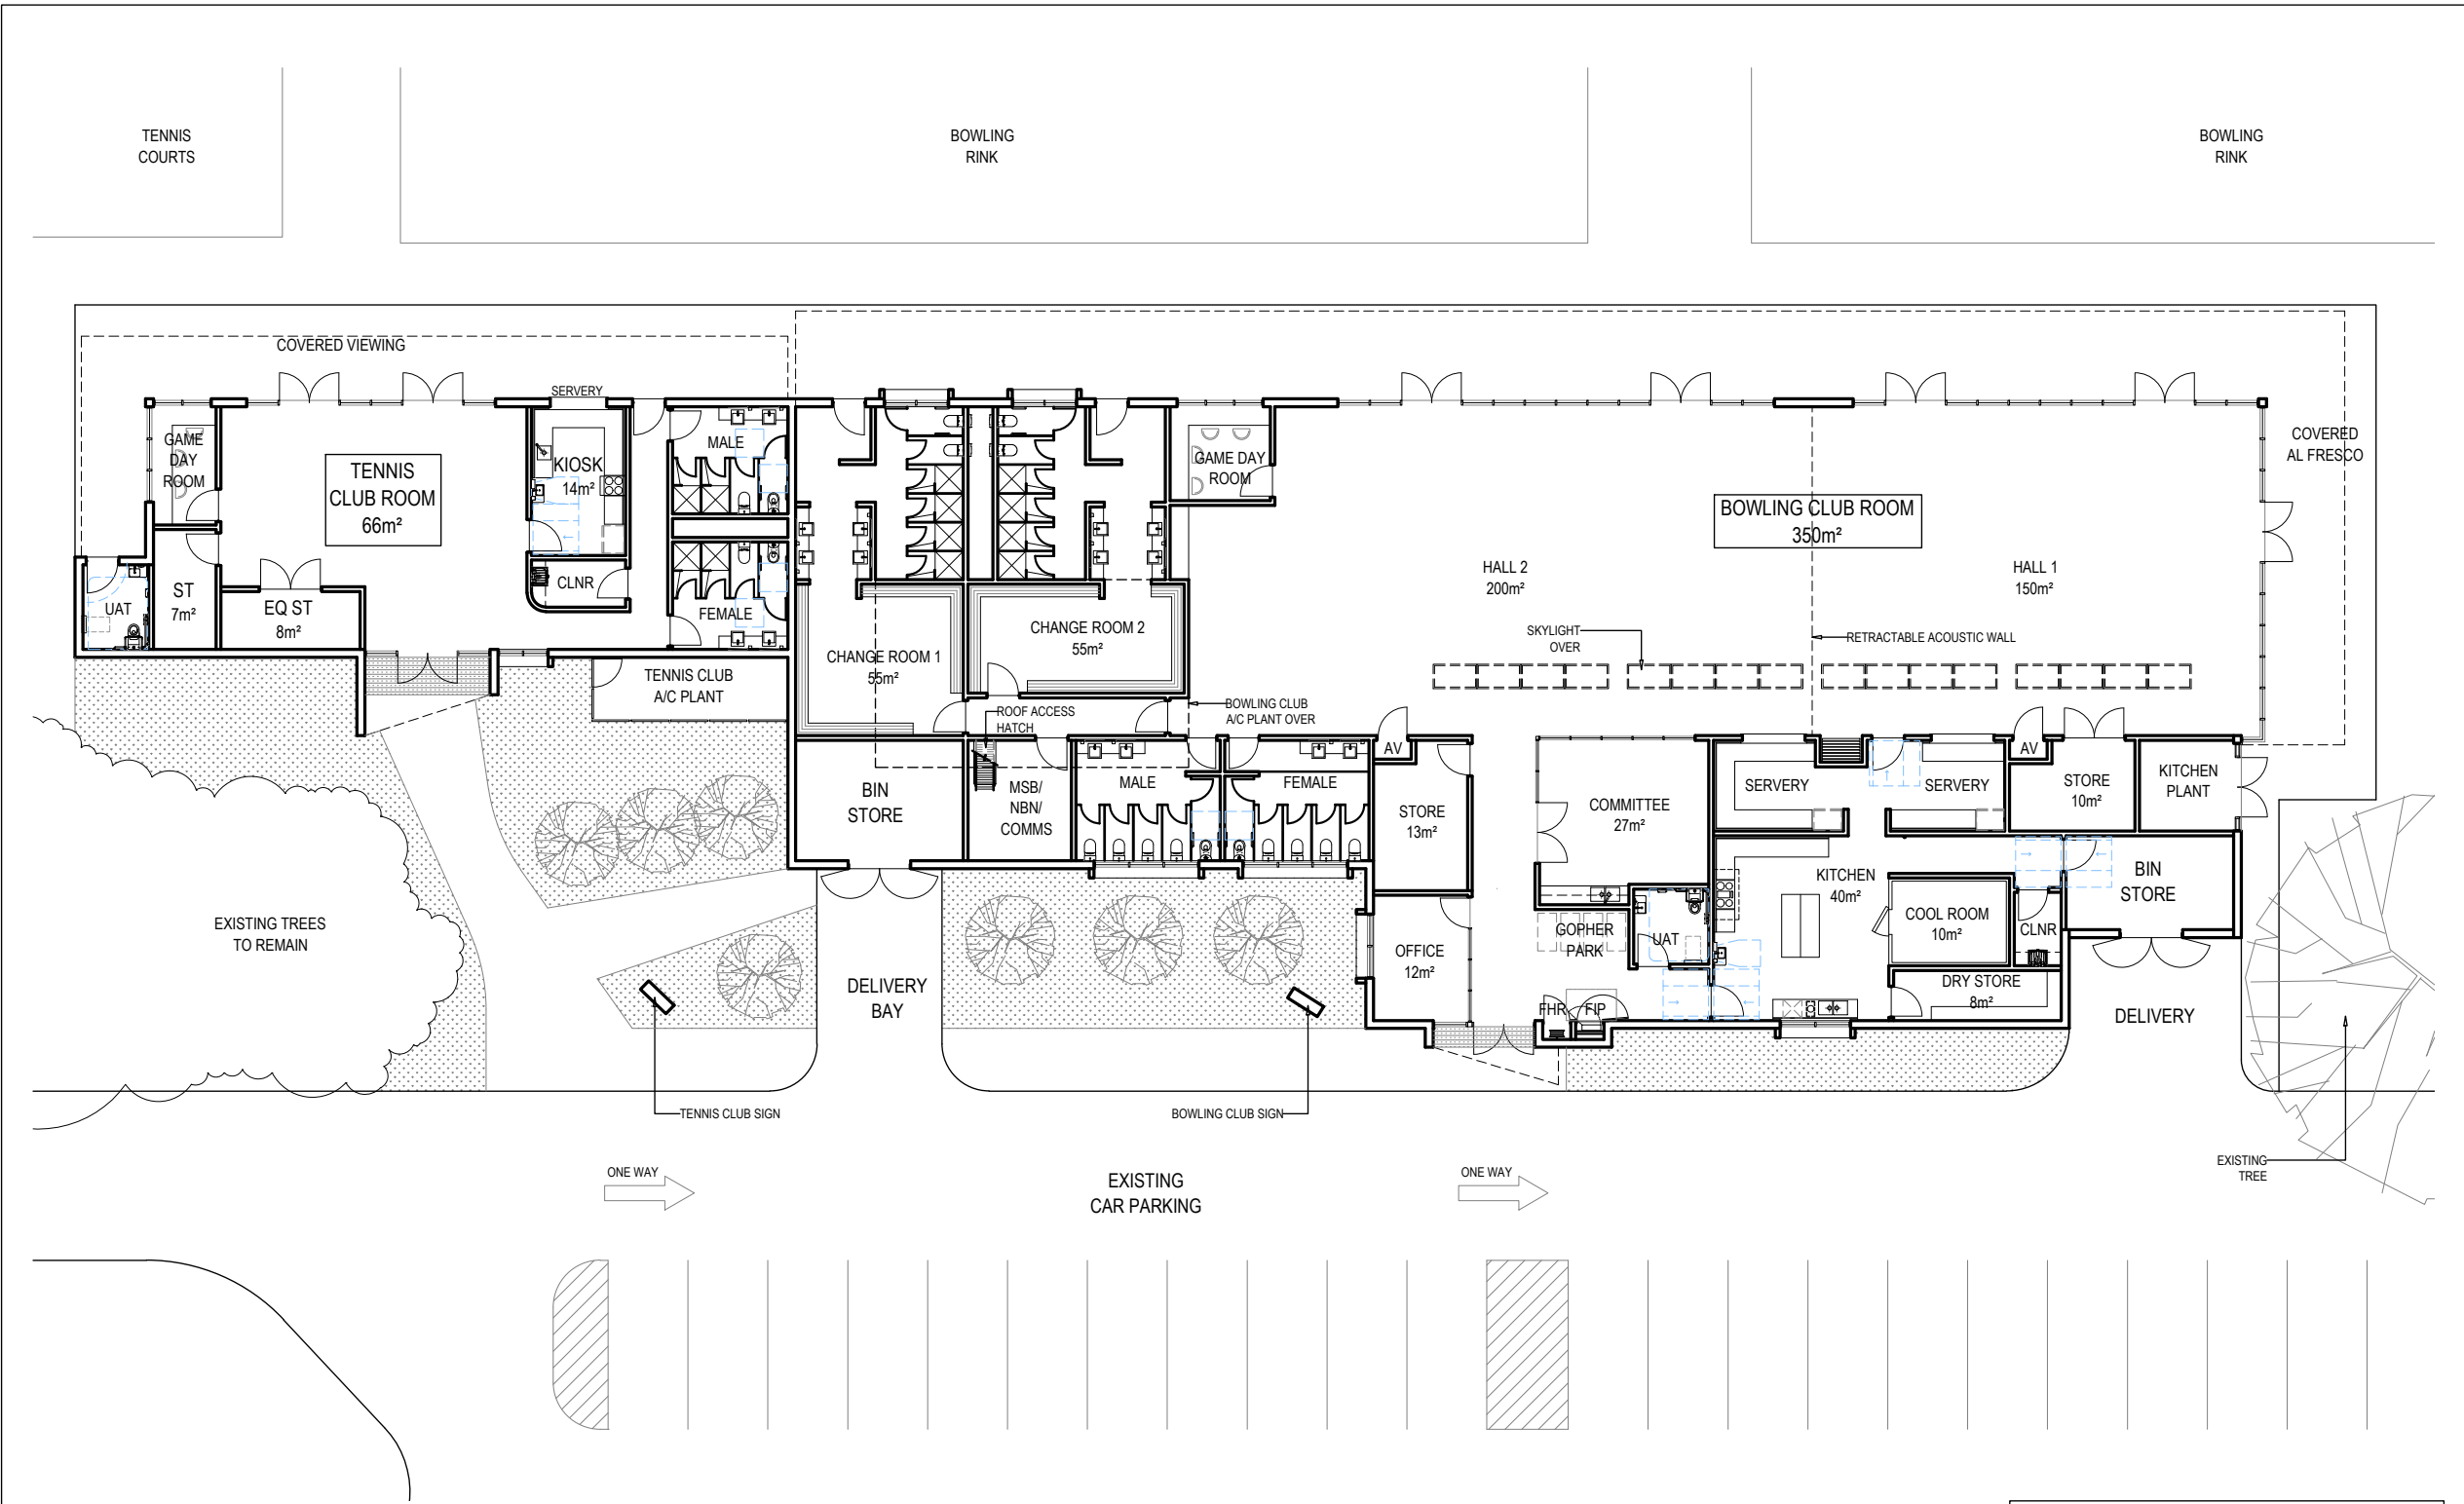 TENNIS
COURTS
BOWLING
RINK
BOWLING
RINK
COVERED VIEWING
SERVERY
GAME
DAY
ROOM
TENNIS
CLUB ROOM
66m²
KIOSK
14m²
MALE
GAME DAY
ROOM
COVERED
AL FRESCO
BOWLING CLUB ROOM
350m²
HALL 2
200m²
HALL 1
150m²
UAT
ST
7m²
EQ ST
8m²
CLNR
FEMALE
CHANGE ROOM 1
55m²
CHANGE ROOM 2
55m²
SKYLIGHT
OVER
RETRACTABLE ACOUSTIC WALL
TENNIS CLUB
A/C PLANT
ROOF ACCESS
HATCH
BOWLING CLUB
A/C PLANT OVER
BIN
STORE
MSB/
NBN/
COMMS
MALE
FEMALE
AV
STORE
13m²
COMMITTEE
27m²
SERVERY
SERVERY
AV
STORE
10m²
KITCHEN
PLANT
KITCHEN
40m²
COOL ROOM
10m²
CLNR
BIN
STORE
EXISTING TREES
TO REMAIN
DELIVERY
BAY
OFFICE
12m²
GOPHER
PARK
UAT
DRY STORE
8m²
FHR
FIP
DELIVERY
TENNIS CLUB SIGN
BOWLING CLUB SIGN
EXISTING
TREE
ONE WAY
EXISTING
CAR PARKING
ONE WAY